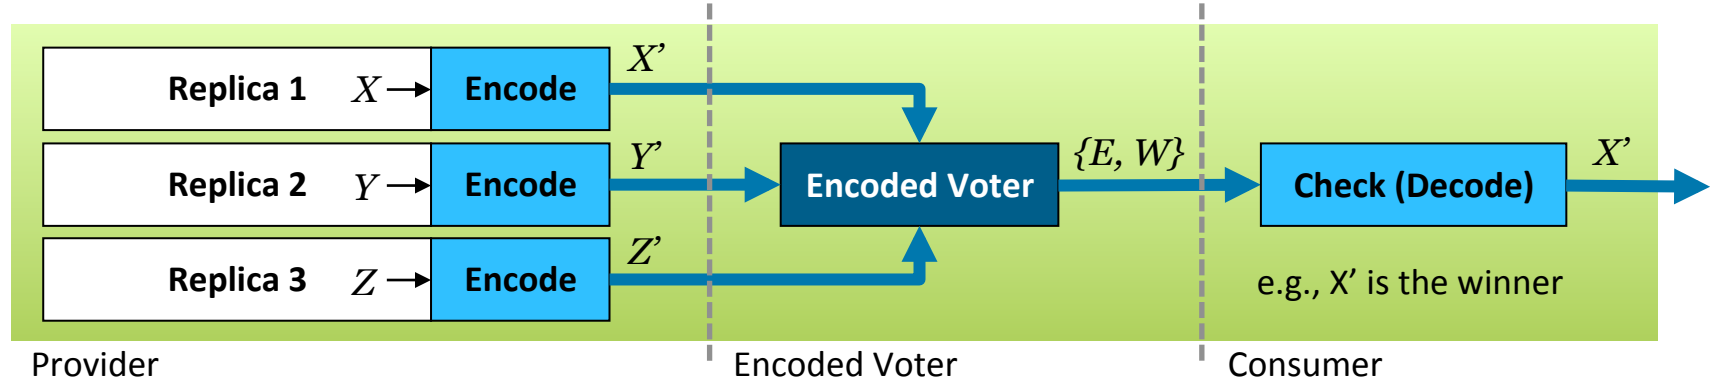 Replica 1 X Encode X’
Replica 2 Y Encode Y’ Encoded Voter {E, W} Check (Decode) X’
Replica 3 Z Encode Z’ e.g., X’ is the winner
Provider Encoded Voter Consumer